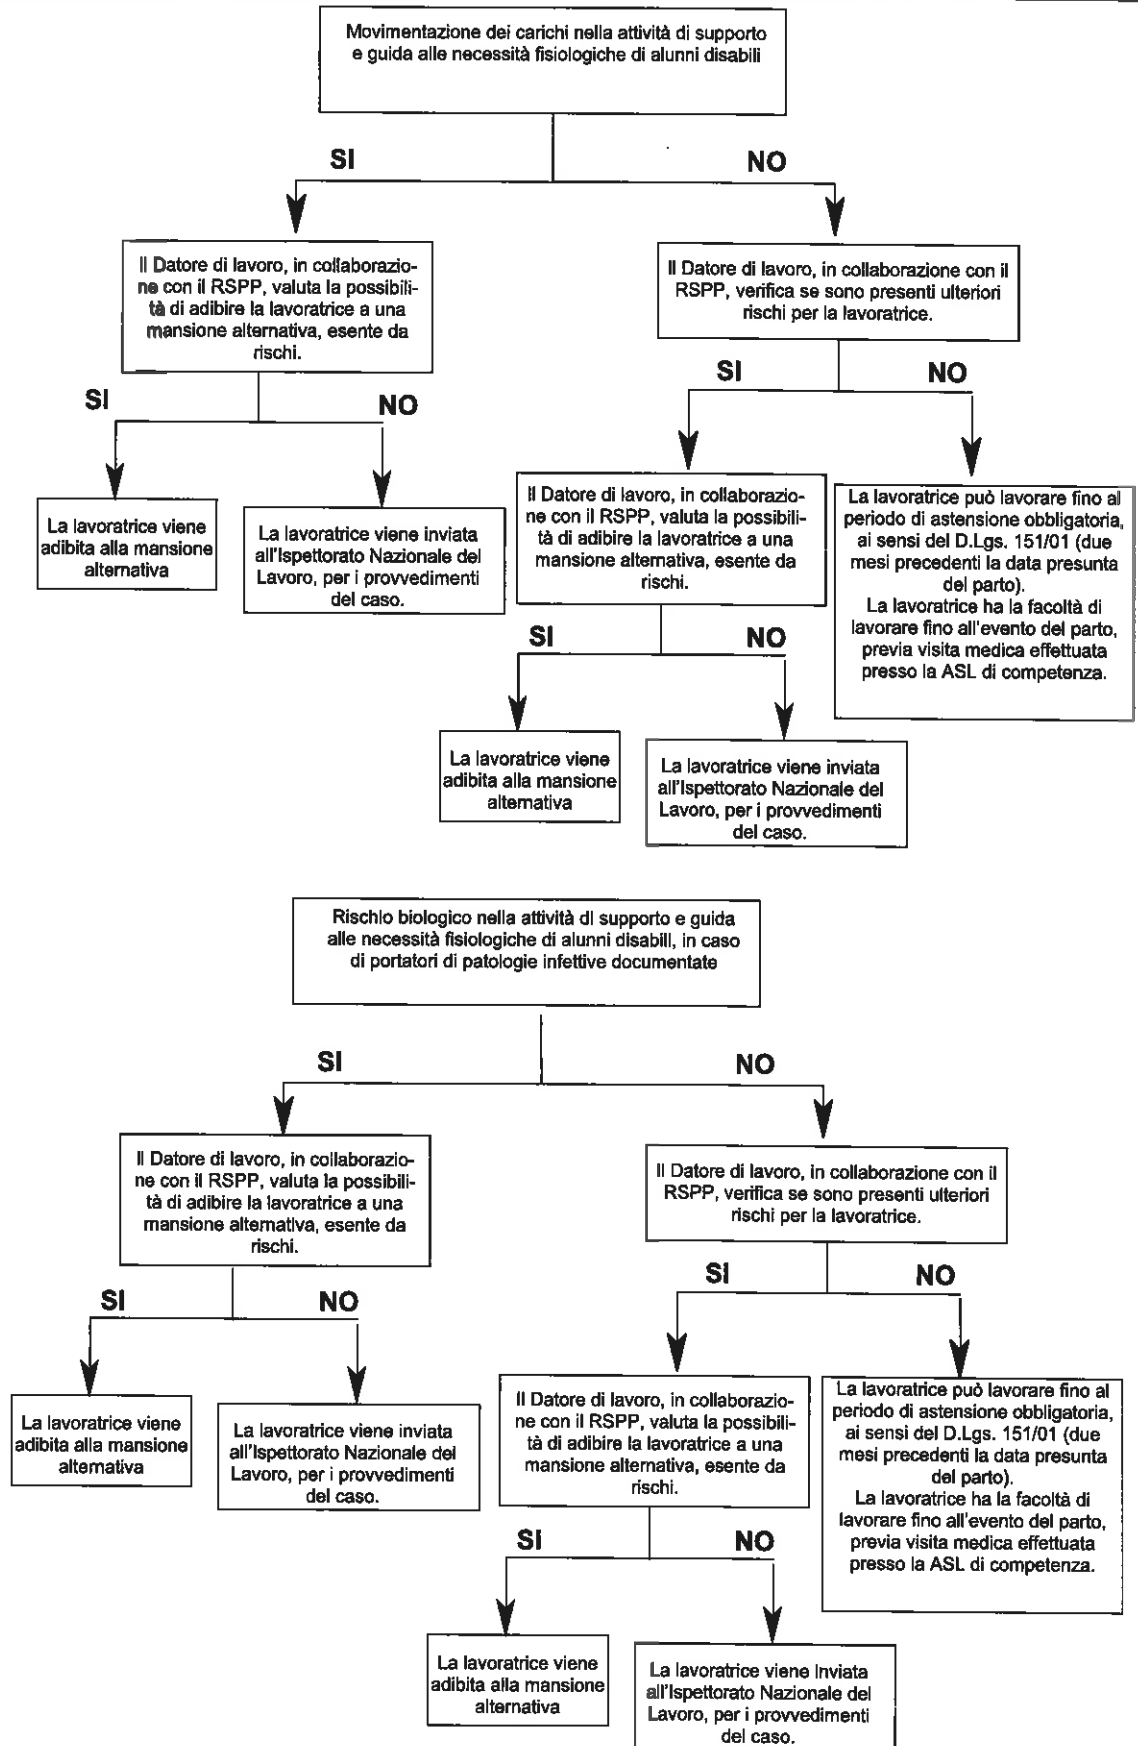 Movimentazione dei carichi nella attività di supporto
e guida alle necessità fisiologiche di alunni disabili
SI
NO
Il Datore di lavoro, in collaborazio-
ne con il RSPP, valuta la possibili-
tà di adibire la lavoratrice a una
mansione alternativa, esente da
rischi.
Il Datore di lavoro, in collaborazione con il
RSPP, verifica se sono presenti ulteriori
rischi per la lavoratrice.
SI
NO
SI
NO
La lavoratrice viene
adibita alla mansione
alternativa
La lavoratrice viene inviata
all'Ispettorato Nazionale del
Lavoro, per i provvedimenti
del caso.
Il Datore di lavoro, in collaborazio-
ne con il RSPP, valuta la possibili-
tà di adibire la lavoratrice a una
mansione alternativa, esente da
rischi.
La lavoratrice può lavorare fino al
periodo di astensione obbligatoria,
ai sensi del D.Lgs. 151/01 (due
mesi precedenti la data presunta
del parto).
La lavoratrice ha la facoltà di
lavorare fino all'evento del parto,
previa visita medica effettuata
presso la ASL di competenza.
SI
NO
La lavoratrice viene
adibita alla mansione
alternativa
La lavoratrice viene inviata
all'Ispettorato Nazionale del
Lavoro, per i provvedimenti
del caso.
Rischio biologico nella attività di supporto e guida
alle necessità fisiologiche di alunni disabili, in caso
di portatori di patologie infettive documentate
SI
NO
Il Datore di lavoro, in collaborazio-
ne con il RSPP, valuta la possibili-
tà di adibire la lavoratrice a una
mansione alternativa, esente da
rischi.
Il Datore di lavoro, in collaborazione con il
RSPP, verifica se sono presenti ulteriori
rischi per la lavoratrice.
SI
NO
SI
NO
La lavoratrice viene
adibita alla mansione
alternativa
La lavoratrice viene inviata
all'Ispettorato Nazionale del
Lavoro, per i provvedimenti
del caso.
Il Datore di lavoro, in collaborazio-
ne con il RSPP, valuta la possibili-
tà di adibire la lavoratrice a una
mansione alternativa, esente da
rischi.
La lavoratrice può lavorare fino al
periodo di astensione obbligatoria,
ai sensi del D.Lgs. 151/01 (due
mesi precedenti la data presunta
del parto).
La lavoratrice ha la facoltà di
lavorare fino all'evento del parto,
previa visita medica effettuata
presso la ASL di competenza.
SI
NO
La lavoratrice viene
adibita alla mansione
alternativa
La lavoratrice viene inviata
all'Ispettorato Nazionale del
Lavoro, per i provvedimenti
del caso.